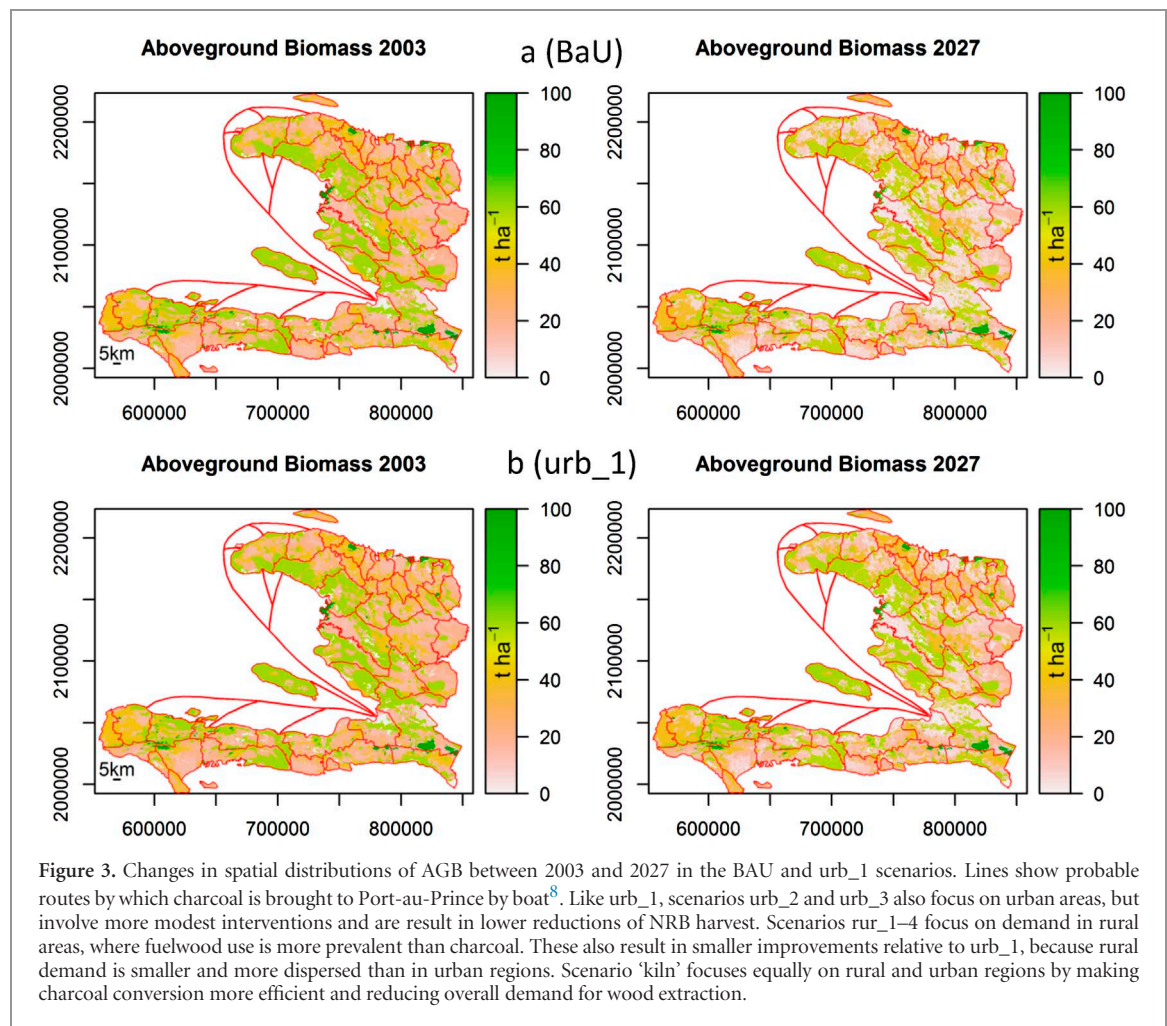 Aboveground Biomass 2003
a (BaU)
Aboveground Biomass 2027
2200000
2100000
2000000
5km
600000
700000
800000
100
80
60
40
20
0
t ha⁻¹
2200000
2100000
2000000
600000
700000
800000
100
80
60
40
20
0
t ha⁻¹
Aboveground Biomass 2003
b (urb_1)
Aboveground Biomass 2027
2200000
2100000
2000000
5km
600000
700000
800000
100
80
60
40
20
0
t ha⁻¹
2200000
2100000
2000000
600000
700000
800000
100
80
60
40
20
0
t ha⁻¹
Figure 3. Changes in spatial distributions of AGB between 2003 and 2027 in the BAU and urb_1 scenarios. Lines show probable
routes by which charcoal is brought to Port-au-Prince by boat⁸. Like urb_1, scenarios urb_2 and urb_3 also focus on urban areas, but
involve more modest interventions and are result in lower reductions of NRB harvest. Scenarios rur_1–4 focus on demand in rural
areas, where fuelwood use is more prevalent than charcoal. These also result in smaller improvements relative to urb_1, because rural
demand is smaller and more dispersed than in urban regions. Scenario ‘kiln’ focuses equally on rural and urban regions by making
charcoal conversion more efficient and reducing overall demand for wood extraction.